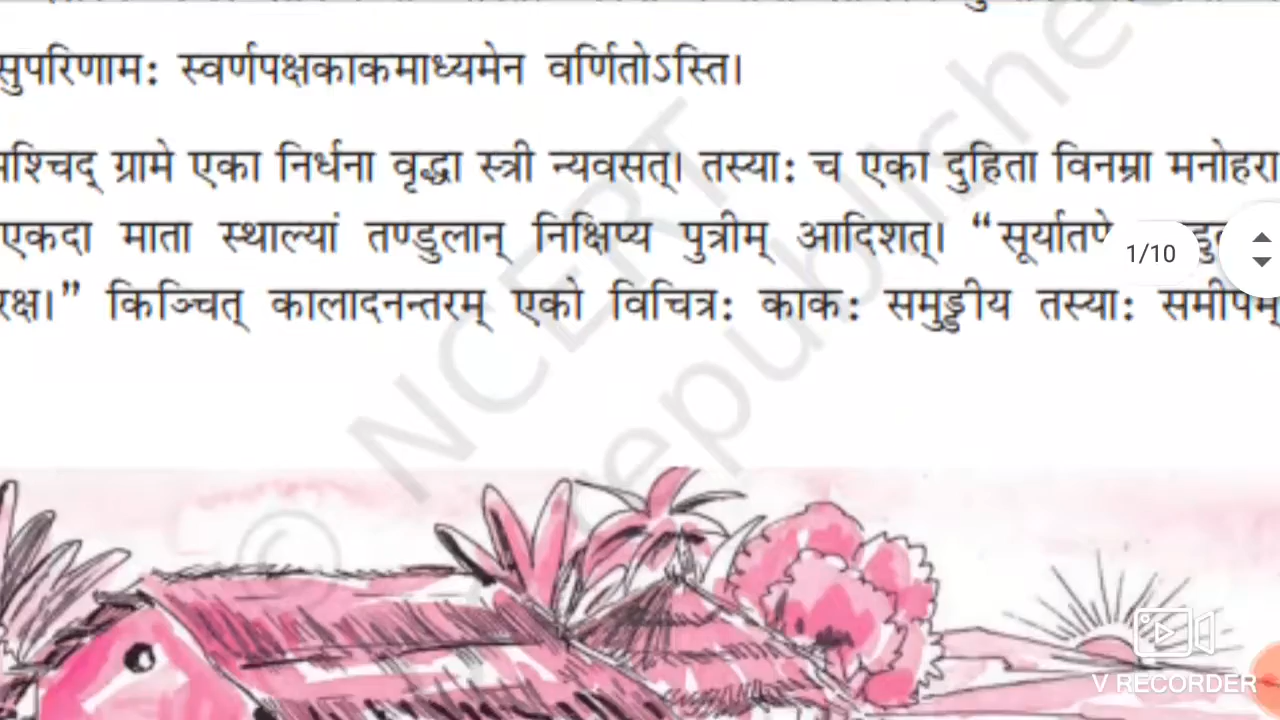 सुपरिणामः स्वर्णपक्षकाकमाध्यमेन वर्णितोऽस्ति।
ग्रामे एका निर्धना वृद्धा स्त्री न्यवसत्। तस्याः च एका दुहिता विनम्रा मनोहरा
एकदा माता स्थाल्यां तण्डुलान् निक्षिप्य पुत्रीम् आदिशत्। “सूर्यातपे
1/10
रक्ष।” किञ्चित् कालादनन्तरम् एको विचित्रः काकः समुड्डीय तस्याः समीपम्
NCERT
©
V RECORDER